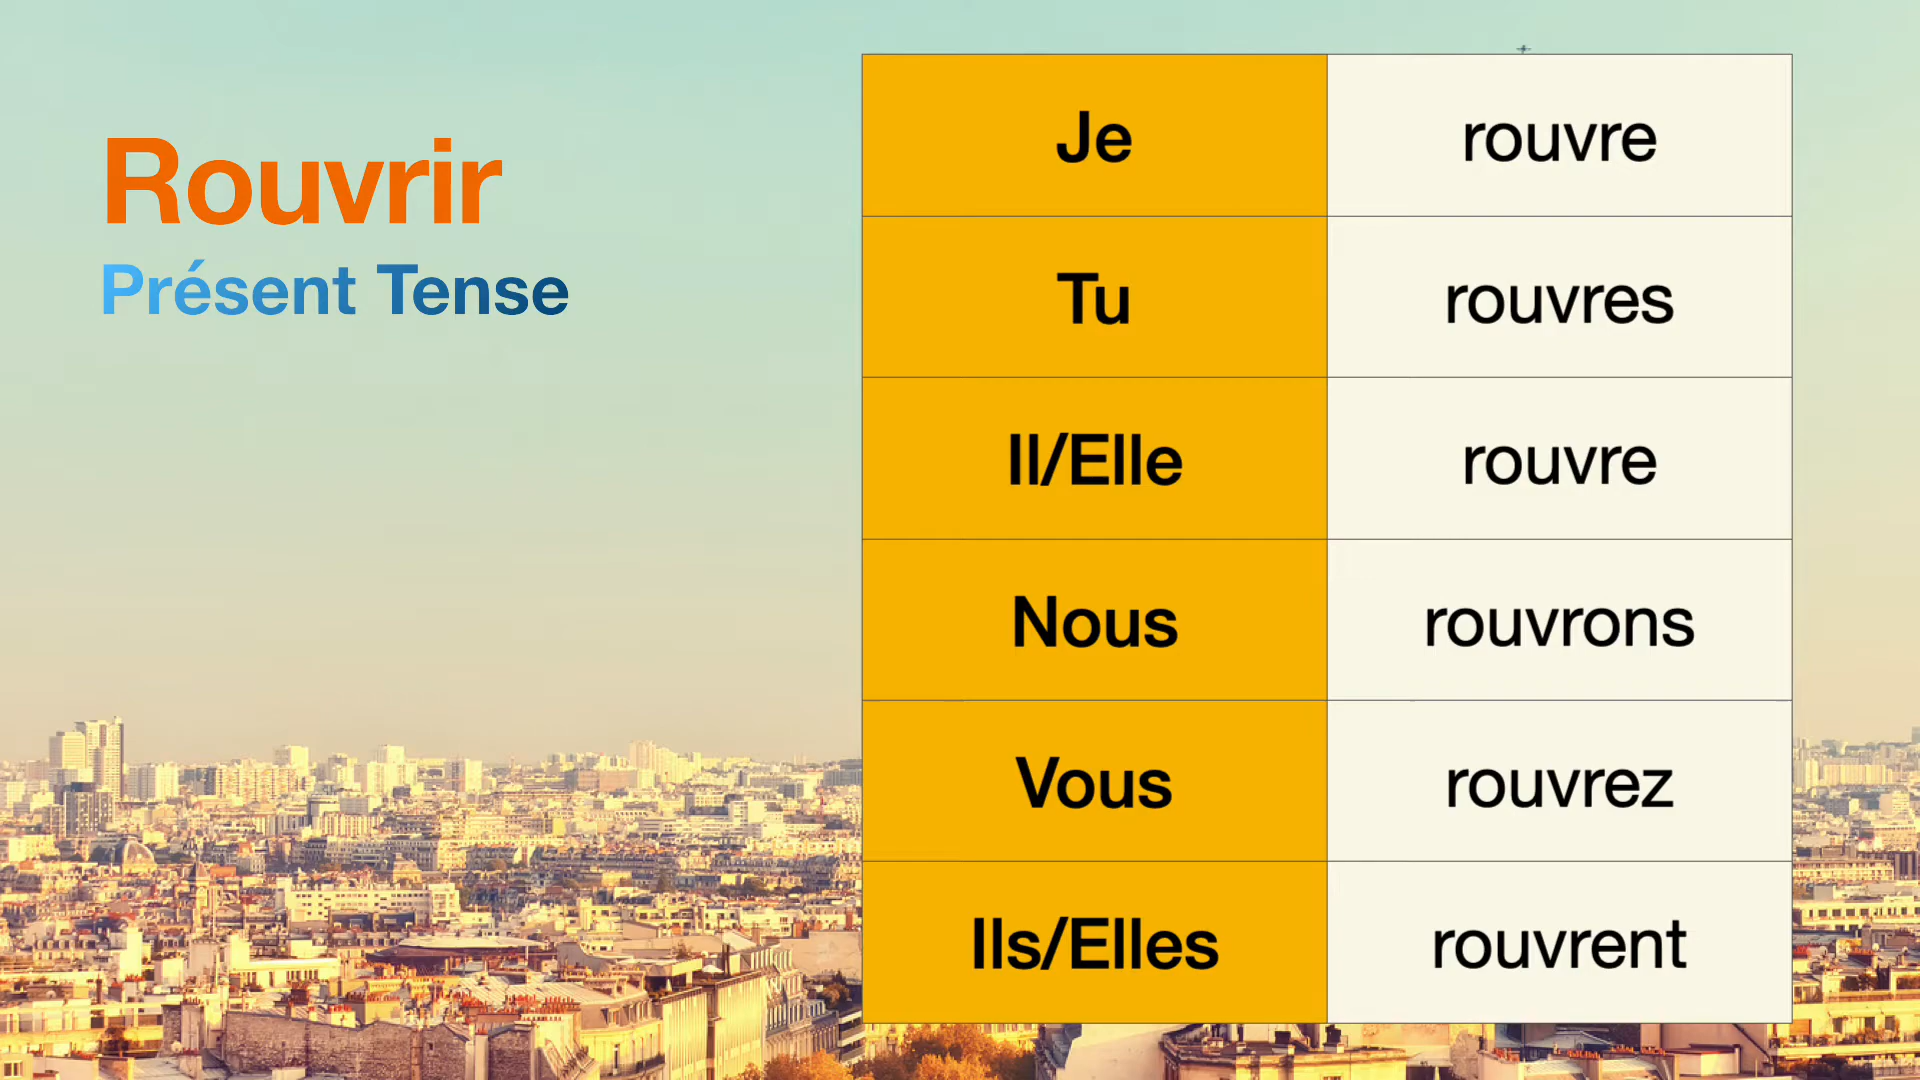 Rouvrir
Présent Tense
Je rouvre
Tu rouvres
Il/Elle rouvre
Nous rouvrons
Vous rouvrez
Ils/Elles rouvrent